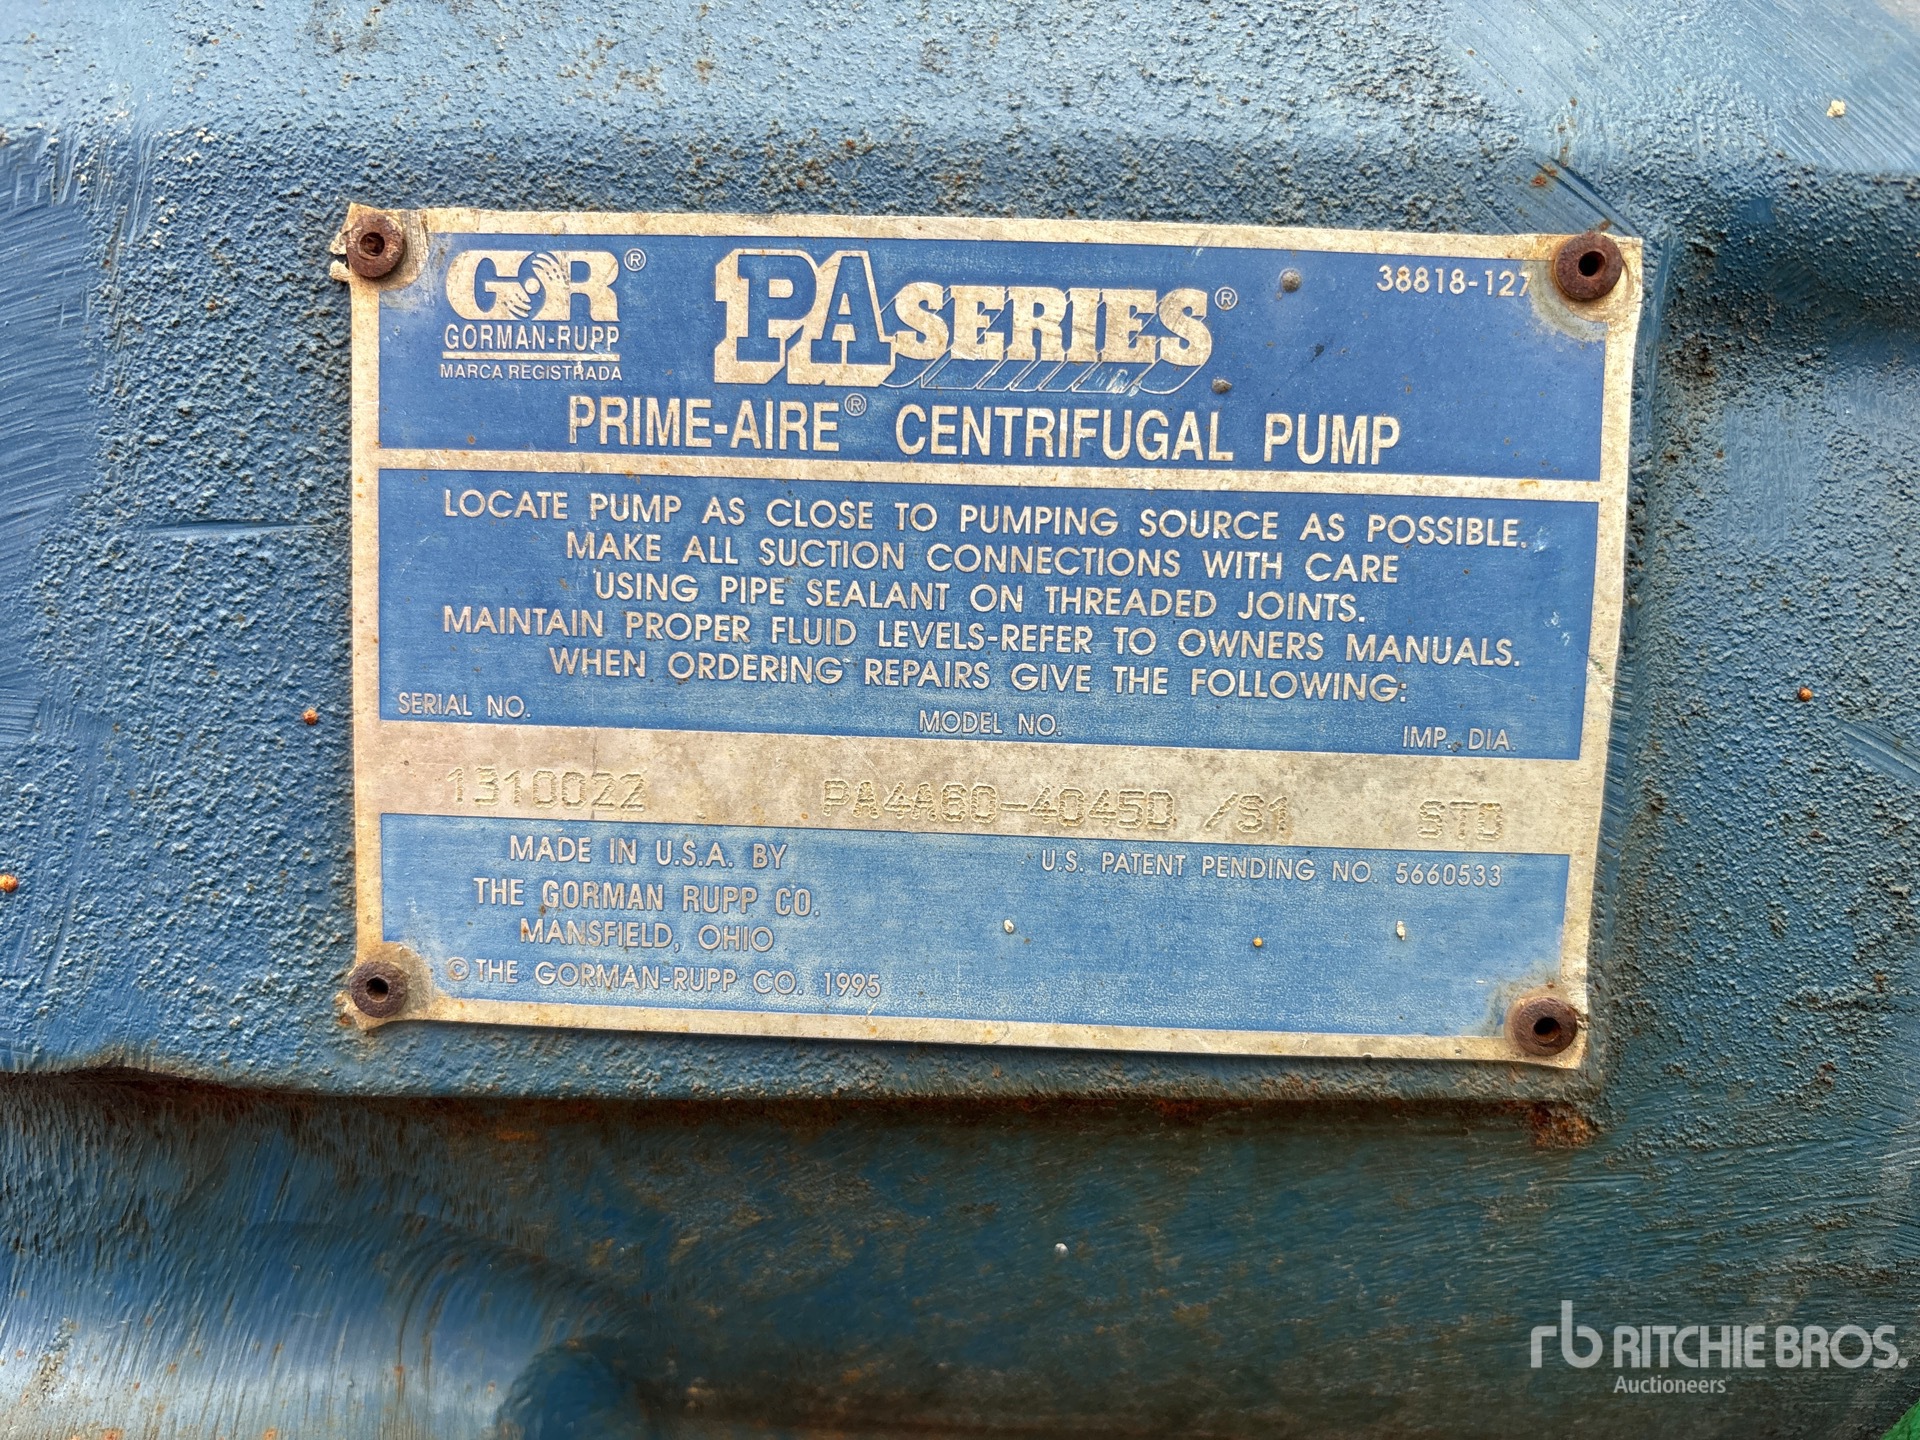 GR®
GORMAN-RUPP
MARCA REGISTRADA
PA SERIES®
38818-127
PRIME-AIRE® CENTRIFUGAL PUMP
LOCATE PUMP AS CLOSE TO PUMPING SOURCE AS POSSIBLE.
MAKE ALL SUCTION CONNECTIONS WITH CARE
USING PIPE SEALANT ON THREADED JOINTS.
MAINTAIN PROPER FLUID LEVELS-REFER TO OWNERS MANUALS.
WHEN ORDERING REPAIRS GIVE THE FOLLOWING:
SERIAL NO. MODEL NO. IMP. DIA.
1310022 PA4A60-4045D /S1 STD
MADE IN U.S.A. BY
THE GORMAN RUPP CO.
MANSFIELD, OHIO
© THE GORMAN-RUPP CO. 1995
U.S. PATENT PENDING NO. 5660533
rb RITCHIE BROS.
Auctioneers